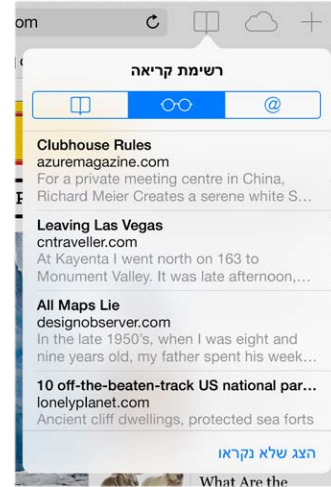 om
רשימת קריאה
@
Clubhouse Rules
azuremagazine.com
For a private meeting centre in China,
Richard Meier Creates a serene white S...
Leaving Las Vegas
cntraveller.com
At Kayenta I went north on 163 to
Monument Valley. It was late afternoon,...
All Maps Lie
designobserver.com
In the late 1950's, when I was eight and
nine years old, my father spent his week...
10 off-the-beaten-track US national par...
lonelyplanet.com
Ancient cliff dwellings, protected sea forts
הצג שלא נקראו
What Are the